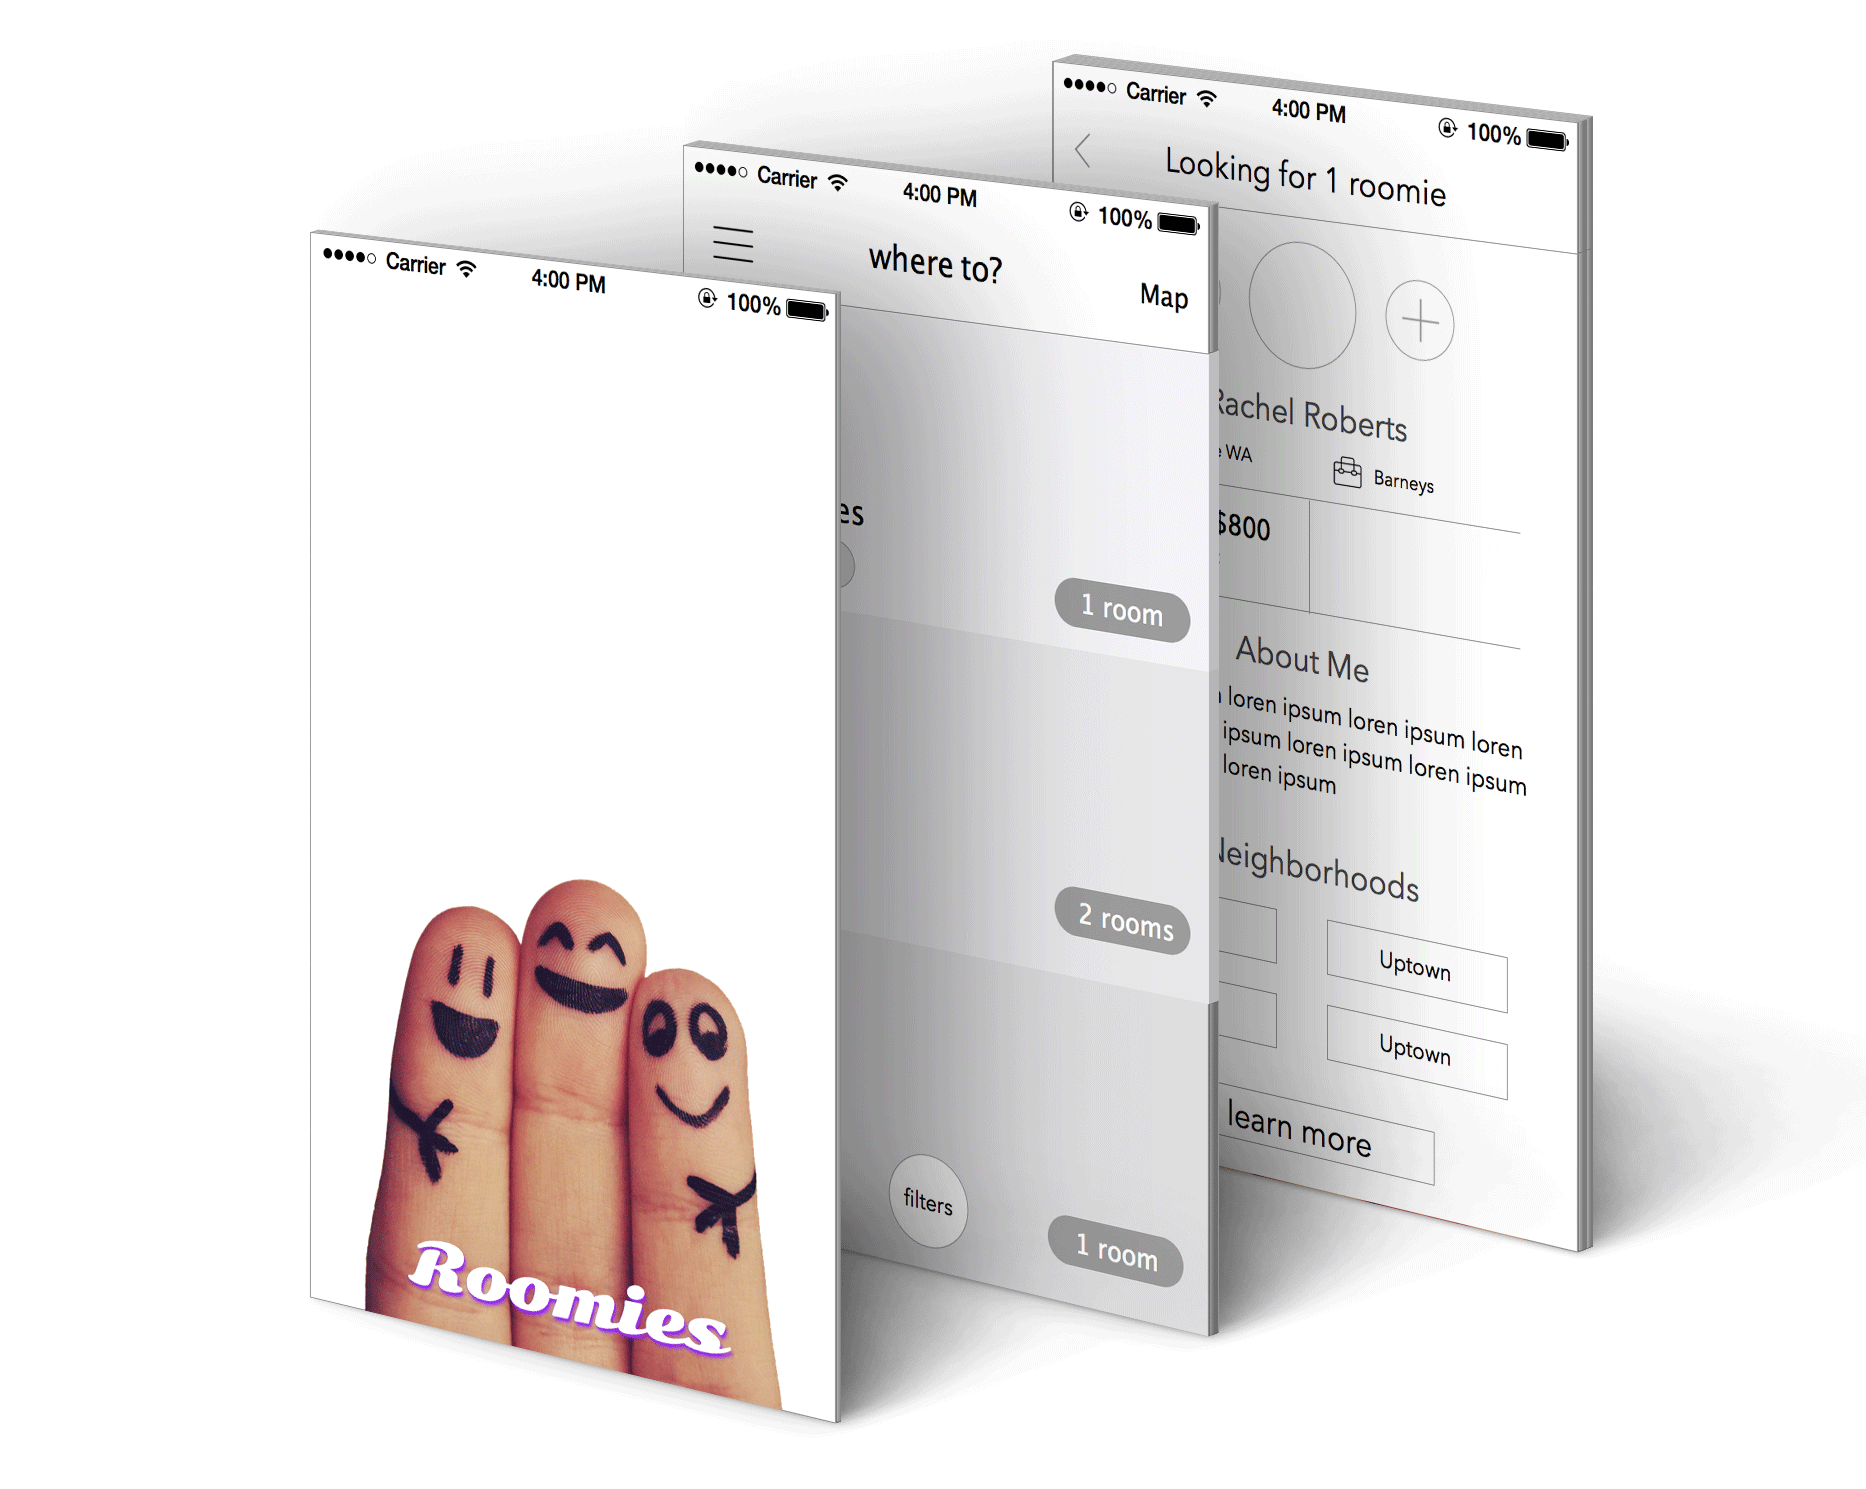 Carrier
4:00 PM
100%
Roomies
Carrier
4:00 PM
100%
where to?
Map
es
1 room
2 rooms
filters
1 room
Carrier
4:00 PM
100%
Looking for 1 roomie
Rachel Roberts
WA
Barneys
$800
About Me
loren ipsum loren ipsum loren
ipsum loren ipsum loren ipsum
loren ipsum
Neighborhoods
Uptown
Uptown
learn more